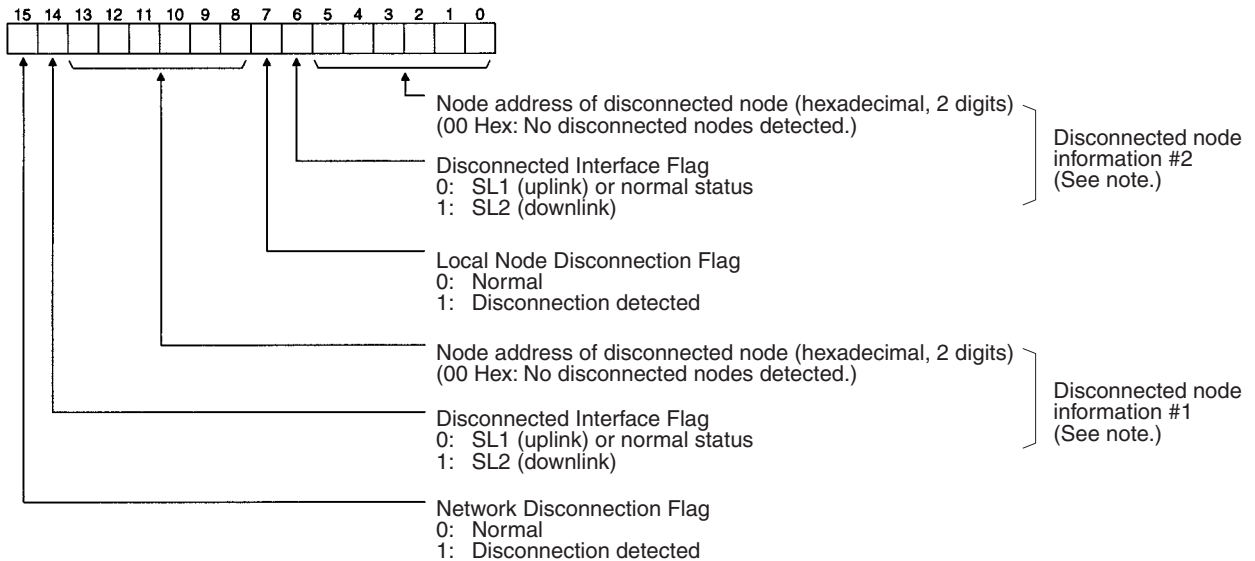 15 14 13 12 11 10 9 8 7 6 5 4 3 2 1 0
Node address of disconnected node (hexadecimal, 2 digits)
(00 Hex: No disconnected nodes detected.)
Disconnected Interface Flag
0: SL1 (uplink) or normal status
1: SL2 (downlink)
Disconnected node
information #2
(See note.)
Local Node Disconnection Flag
0: Normal
1: Disconnection detected
Node address of disconnected node (hexadecimal, 2 digits)
(00 Hex: No disconnected nodes detected.)
Disconnected Interface Flag
0: SL1 (uplink) or normal status
1: SL2 (downlink)
Disconnected node
information #1
(See note.)
Network Disconnection Flag
0: Normal
1: Disconnection detected